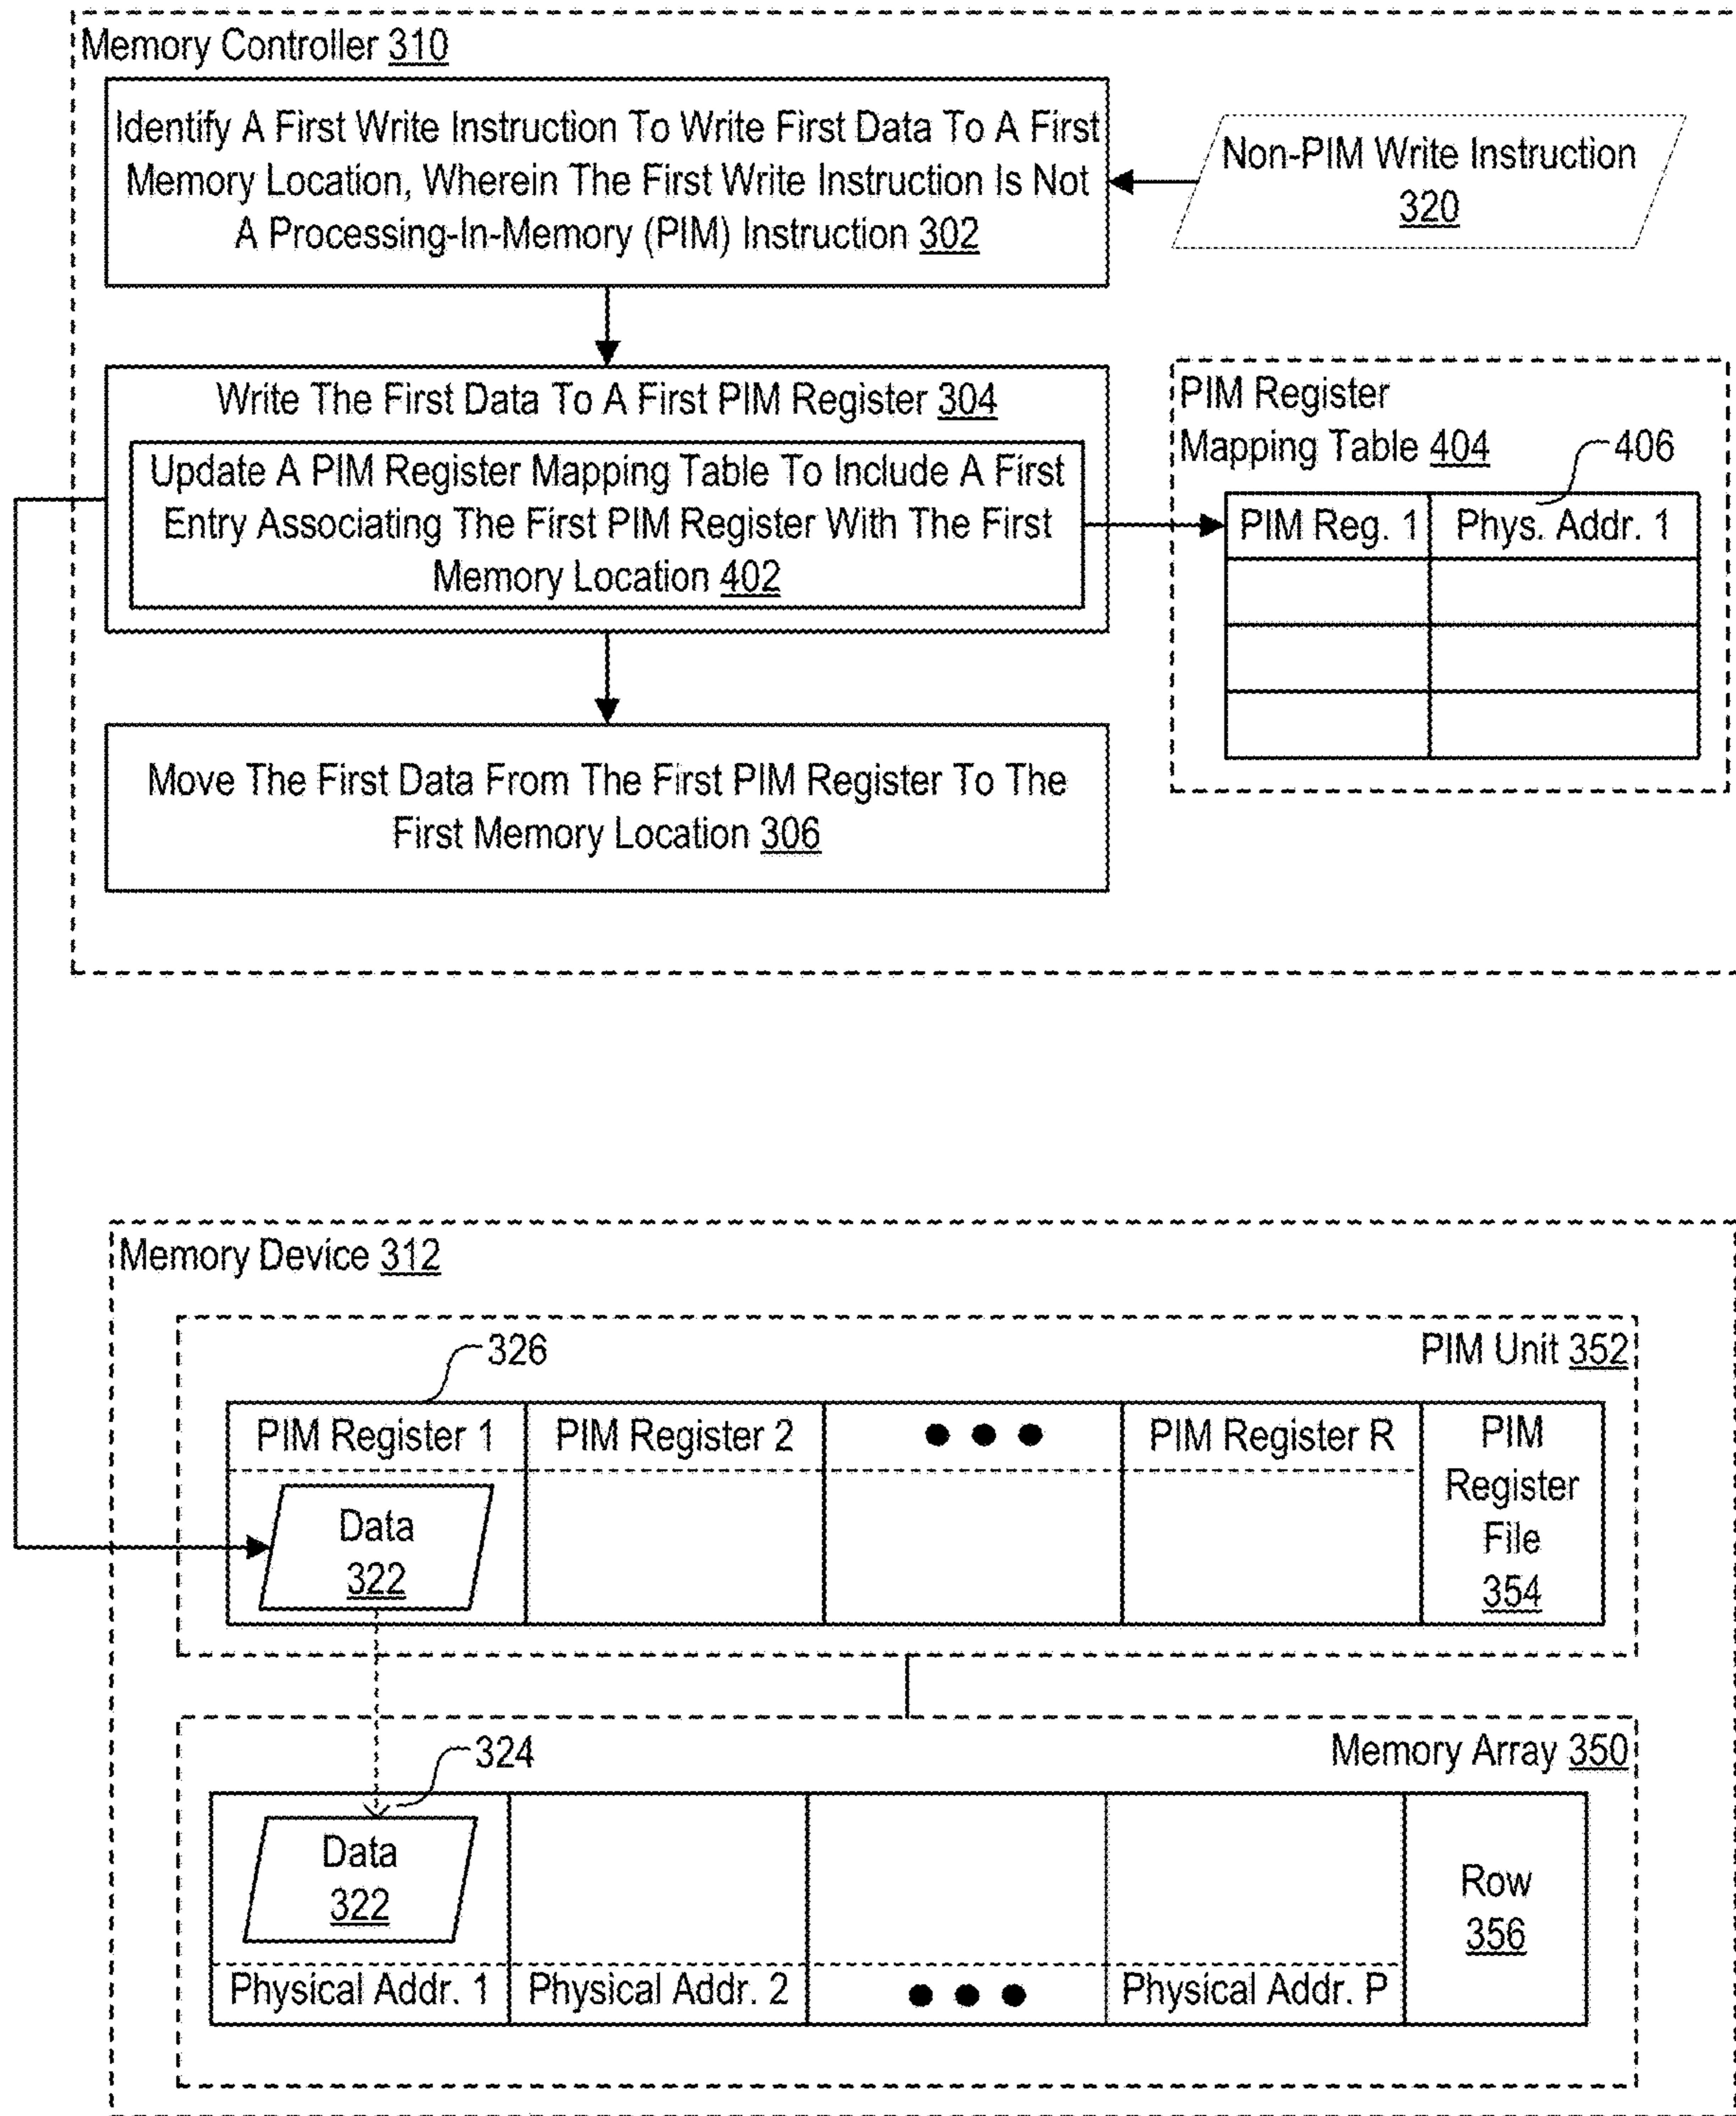 Memory Controller 310
Identify A First Write Instruction To Write First Data To A First
Memory Location, Wherein The First Write Instruction Is Not
A Processing-In-Memory (PIM) Instruction 302
Non-PIM Write Instruction
320
Write The First Data To A First PIM Register 304
Update A PIM Register Mapping Table To Include A First
Entry Associating The First PIM Register With The First
Memory Location 402
PIM Register
Mapping Table 404
406
PIM Reg. 1
Phys. Addr. 1
Move The First Data From The First PIM Register To The
First Memory Location 306
Memory Device 312
326
PIM Unit 352
PIM Register 1
PIM Register 2
PIM Register R
PIM
Register
File
354
Data
322
324
Memory Array 350
Data
322
Row
356
Physical Addr. 1
Physical Addr. 2
Physical Addr. P